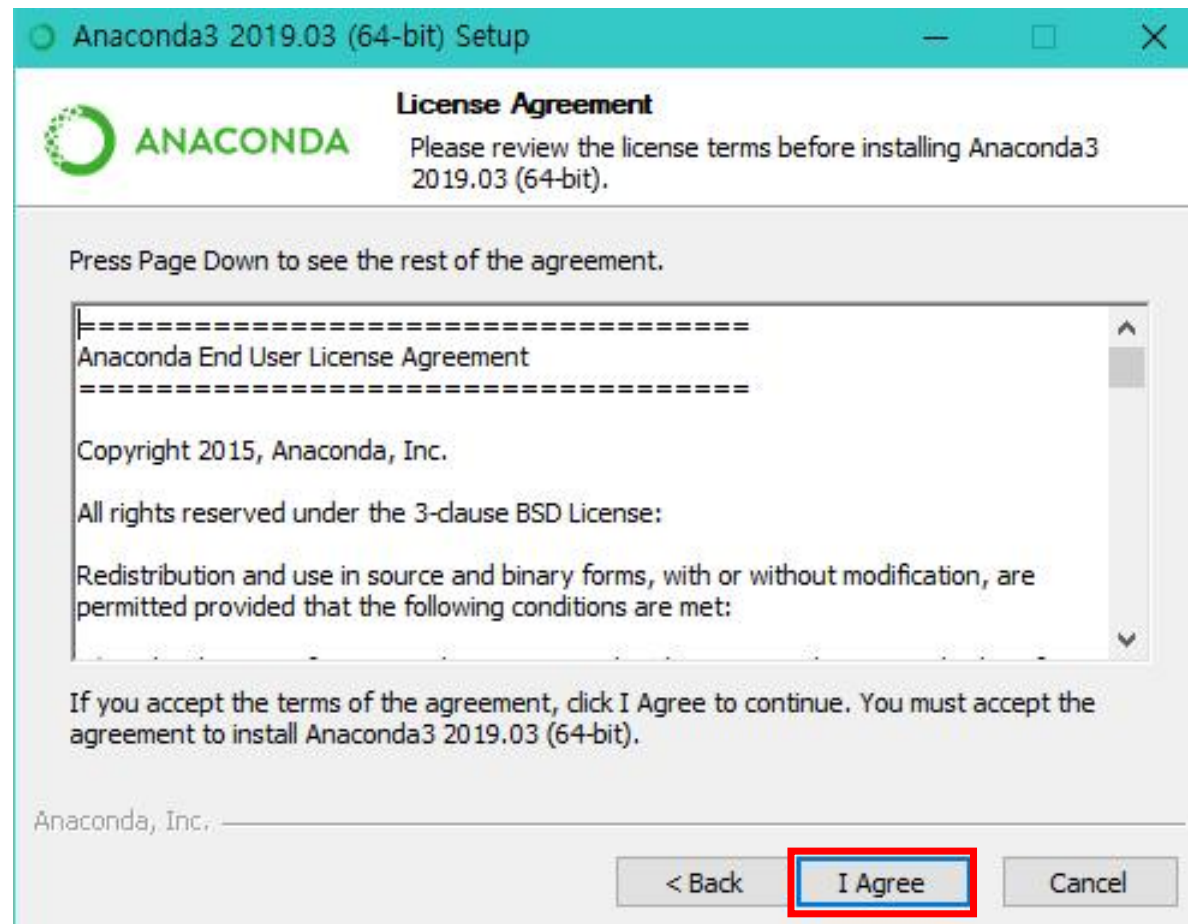 Anaconda3 2019.03 (64-bit) Setup
ANACONDA
License Agreement
Please review the license terms before installing Anaconda3
2019.03 (64-bit).
Press Page Down to see the rest of the agreement.
===================================
Anaconda End User License Agreement
===================================
Copyright 2015, Anaconda, Inc.
All rights reserved under the 3-clause BSD License:
Redistribution and use in source and binary forms, with or without modification, are
permitted provided that the following conditions are met:
If you accept the terms of the agreement, click I Agree to continue. You must accept the
agreement to install Anaconda3 2019.03 (64-bit).
Anaconda, Inc.
< Back
I Agree
Cancel